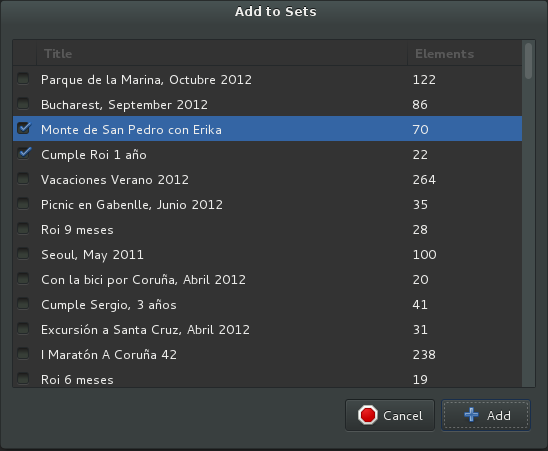 Add to Sets
Title Elements
Parque de la Marina, Octubre 2012 122
Bucharest, September 2012 86
Monte de San Pedro con Erika 70
Cumple Roi 1 año 22
Vacaciones Verano 2012 264
Picnic en Gabenlle, Junio 2012 35
Roi 9 meses 28
Seoul, May 2011 100
Con la bici por Coruña, Abril 2012 20
Cumple Sergio, 3 años 41
Excursión a Santa Cruz, Abril 2012 31
I Maratón A Coruña 42 238
Roi 6 meses 19
Cancel Add